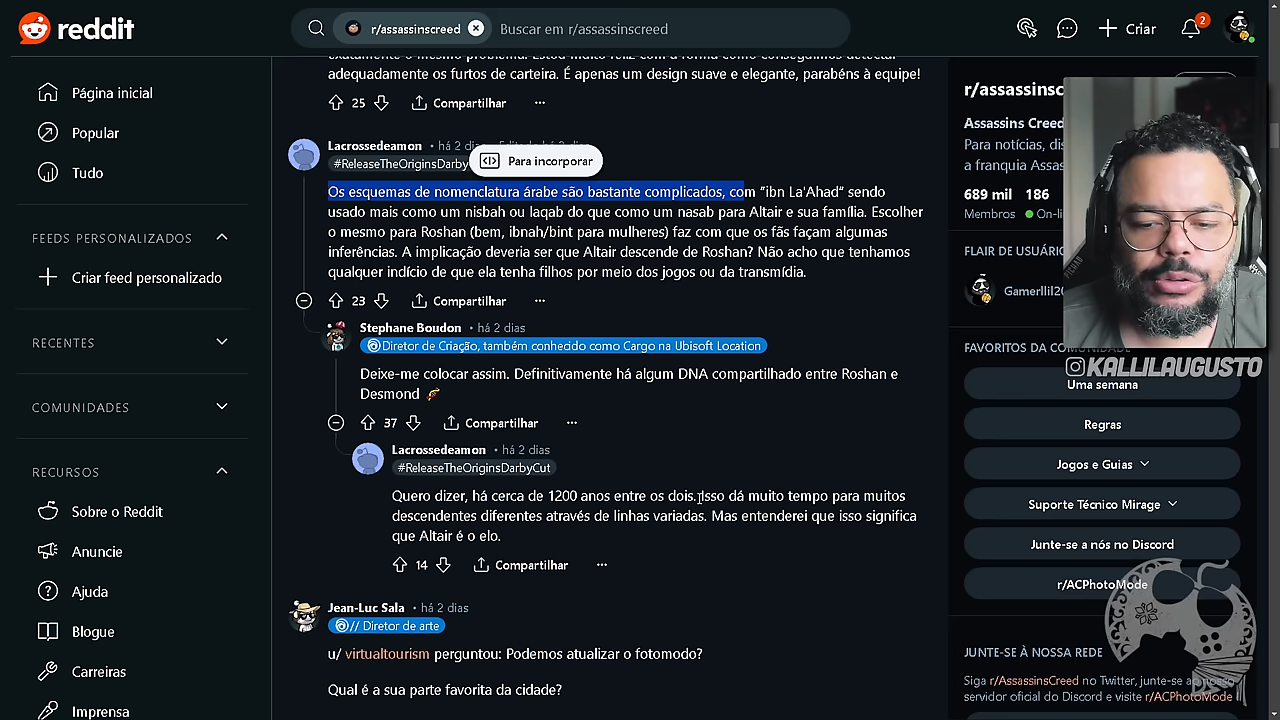 reddit
r/assassinscreed
Buscar em r/assassinscreed
Criar
2
Página inicial
Popular
Tudo
FEEDS PERSONALIZADOS
Criar feed personalizado
RECENTES
COMUNIDADES
RECURSOS
Sobre o Reddit
Anuncie
Ajuda
Blogue
Carreiras
Imprensa
adequadamente os furtos de carteira. É apenas um design suave e elegante, parabéns à equipe!
25
Compartilhar
Lacrossedeamon • há 2
#ReleaseTheOriginsDarby
Para incorporar
Os esquemas de nomenclatura árabe são bastante complicados, com "ibn La'Ahad" sendo
usado mais como um nisbah ou laqab do que como um nasab para Altair e sua família. Escolher
o mesmo para Roshan (bem, ibnah/bint para mulheres) faz com que os fãs façam algumas
inferências. A implicação deveria ser que Altair descende de Roshan? Não acho que tenhamos
qualquer indício de que ela tenha filhos por meio dos jogos ou da transmídia.
23
Compartilhar
Stephane Boudon • há 2 dias
Diretor de Criação, também conhecido como Cargo na Ubisoft Location
Deixe-me colocar assim. Definitivamente há algum DNA compartilhado entre Roshan e
Desmond
37
Compartilhar
Lacrossedeamon • há 2 dias
#ReleaseTheOriginsDarbyCut
Quero dizer, há cerca de 1200 anos entre os dois. Isso dá muito tempo para muitos
descendentes diferentes através de linhas variadas. Mas entenderei que isso significa
que Altair é o elo.
14
Compartilhar
Jean-Luc Sala • há 2 dias
// Diretor de arte
u/ virtualtourism perguntou: Podemos atualizar o fotomodo?
Qual é a sua parte favorita da cidade?
r/assassinsc
Assassins Creed
Para notícias, di
a franquia Assas
689 mil 186
Membros
FLAIR DE USUÁRIO
FAVORITOS DA COMUNIDADE
KALLILAUGUSTO
Uma semana
Regras
Jogos e Guias
Suporte Técnico Mirage
Junte-se a nós no Discord
r/ACPhotoMode
JUNTE-SE À NOSSA REDE
Siga r/AssassinsCreed no Twitter, junte-se ao nosso
servidor oficial do Discord e visite r/ACPhotoMode